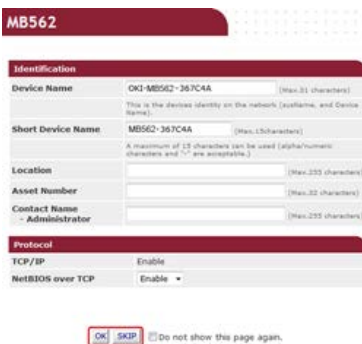 MB562
Identification
Device Name
OKI-MB562-367C4A
(Max.31 characters)
This is the devices identity on the network (sysName, and Device Name).
Short Device Name
MB562-367C4A
(Max.15characters)
A maximum of 15 characters can be used (alpha/numeric
characters and "-" are acceptable.)
Location
(Max.255 characters)
Asset Number
(Max.32 characters)
Contact Name
- Administrator
(Max.255 characters)
Protocol
TCP/IP
Enable
NetBIOS over TCP
Enable
OK SKIP Do not show this page again.